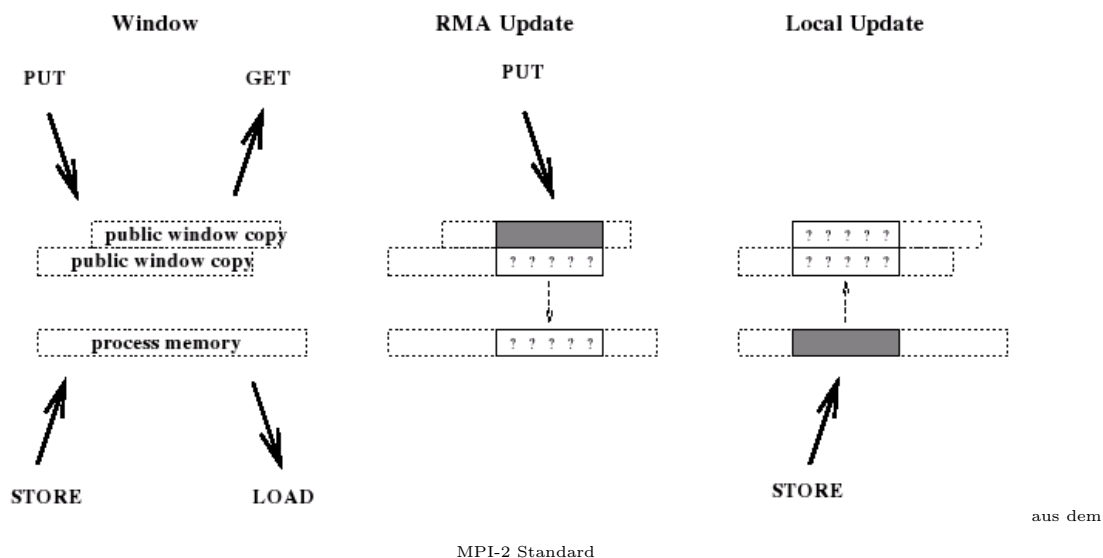 Window
RMA Update
Local Update
PUT
GET
PUT
public window copy
public window copy
? ? ? ? ?
? ? ? ? ?
? ? ? ? ?
process memory
? ? ? ? ?
STORE
LOAD
STORE
aus dem
MPI-2 Standard